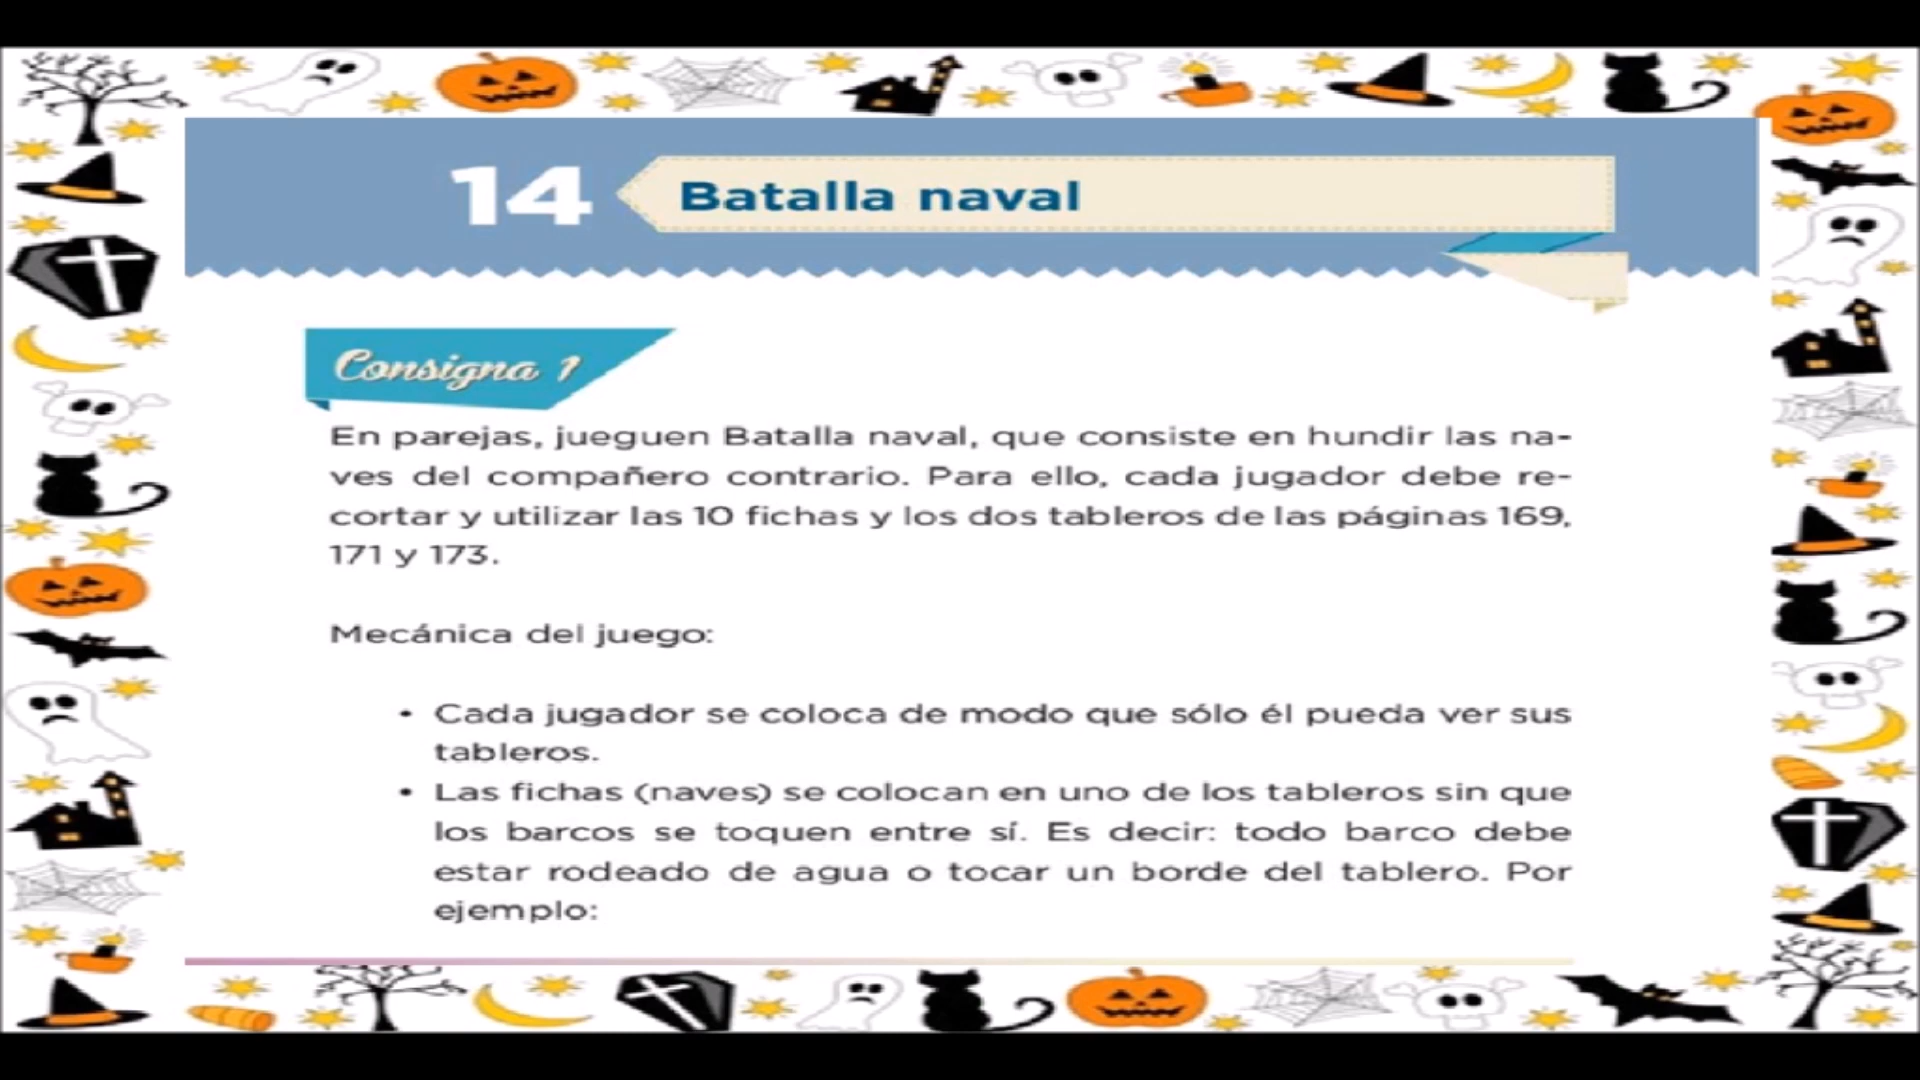 14 Batalla naval
Consigna 1
En parejas, jueguen Batalla naval, que consiste en hundir las na-
ves del compañero contrario. Para ello, cada jugador debe re-
cortar y utilizar las 10 fichas y los dos tableros de las páginas 169,
171 y 173.
Mecánica del juego:
• Cada jugador se coloca de modo que sólo él pueda ver sus
tableros.
• Las fichas (naves) se colocan en uno de los tableros sin que
los barcos se toquen entre sí. Es decir: todo barco debe
estar rodeado de agua o tocar un borde del tablero. Por
ejemplo: